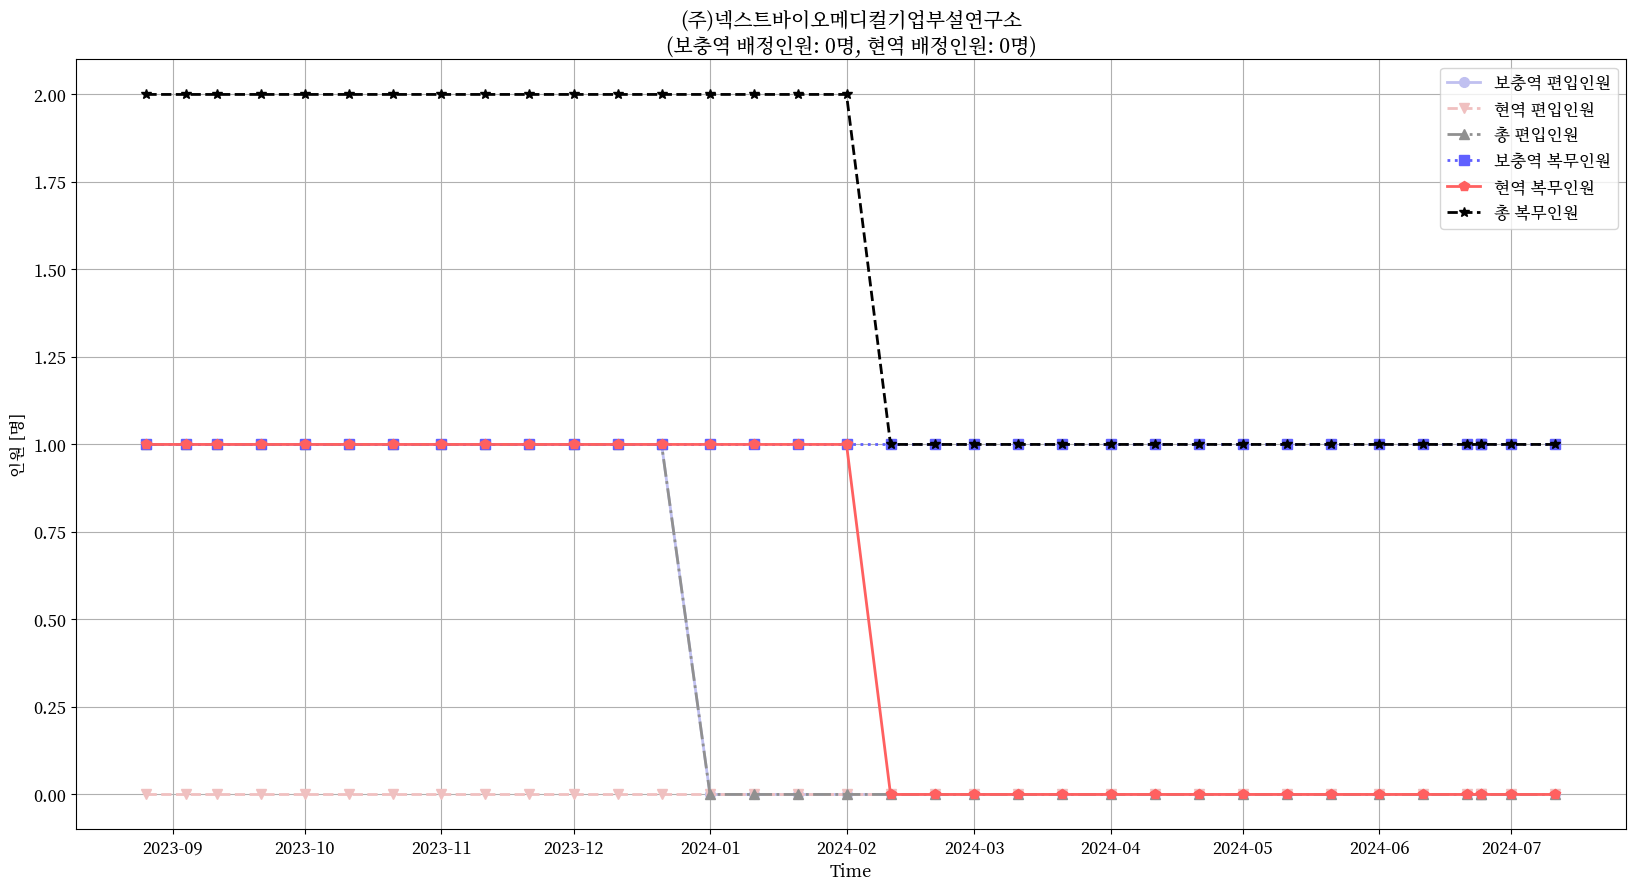 (주)넥스트바이오메디컬기업부설연구소
(보충역 배정인원: 0명, 현역 배정인원: 0명)
보충역 편입인원
현역 편입인원
총 편입인원
보충역 복무인원
현역 복무인원
총 복무인원
2.00
1.75
1.50
1.25
1.00
0.75
0.50
0.25
0.00
인원 [명]
2023-09 2023-10 2023-11 2023-12 2024-01 2024-02 2024-03 2024-04 2024-05 2024-06 2024-07
Time